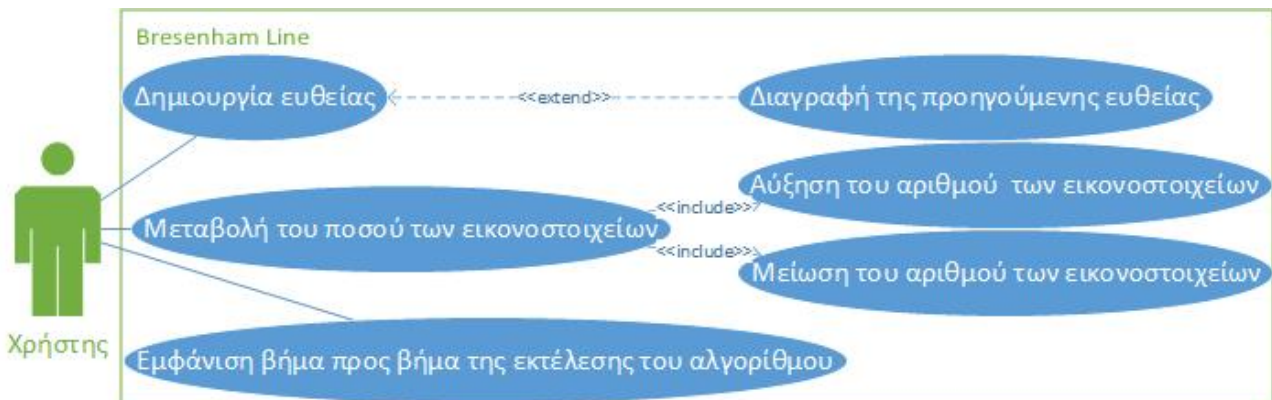 Bresenham Line
Δημιουργία ευθείας
<<extend>>
Διαγραφή της προηγούμενης ευθείας
Αύξηση του αριθμού των εικονοστοιχείων
<<include>>
Μεταβολή του ποσού των εικονοστοιχείων
<<include>>
Μείωση του αριθμού των εικονοστοιχείων
Χρήστης
Εμφάνιση βήμα προς βήμα της εκτέλεσης του αλγορίθμου